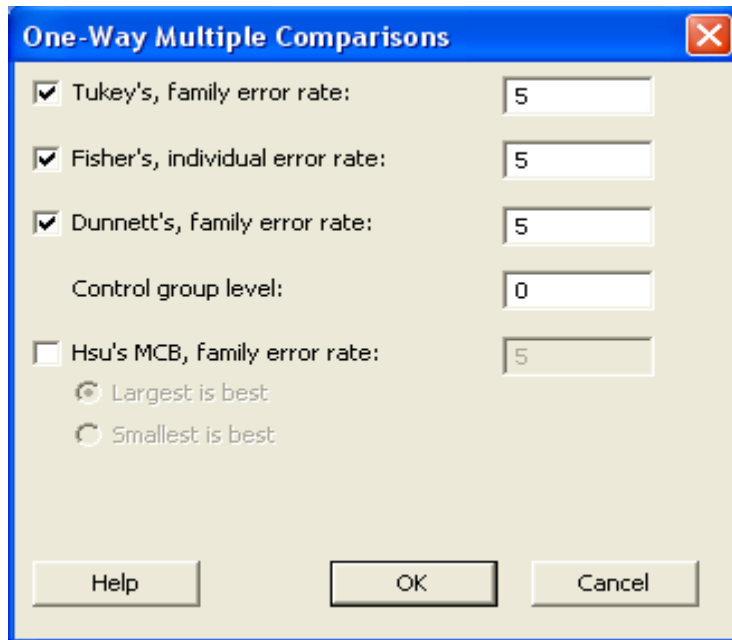 One-Way Multiple Comparisons
Tukey's, family error rate: 5
Fisher's, individual error rate: 5
Dunnett's, family error rate: 5
Control group level: 0
Hsu's MCB, family error rate: 5
Largest is best
Smallest is best
Help OK Cancel